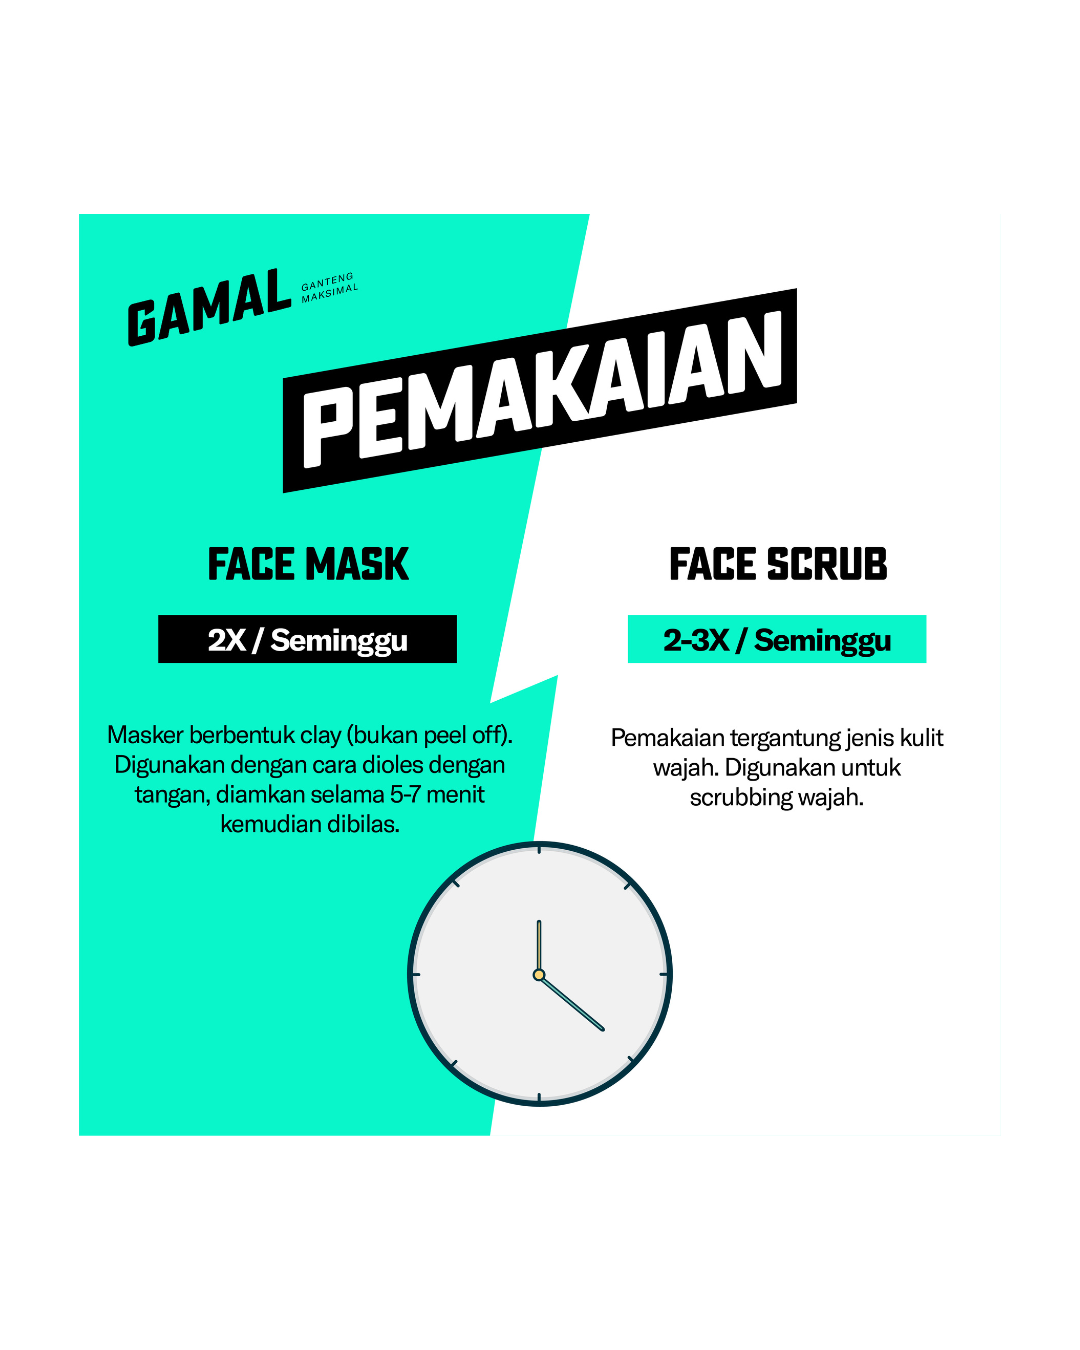 GAMAL
GANTENG
MAKSIMAL
PEMAKAIAN
FACE MASK
2X / Seminggu
Masker berbentuk clay (bukan peel off).
Digunakan dengan cara dioles dengan
tangan, diamkan selama 5-7 menit
kemudian dibilas.
FACE SCRUB
2-3X / Seminggu
Pemakaian tergantung jenis kulit
wajah. Digunakan untuk
scrubbing wajah.